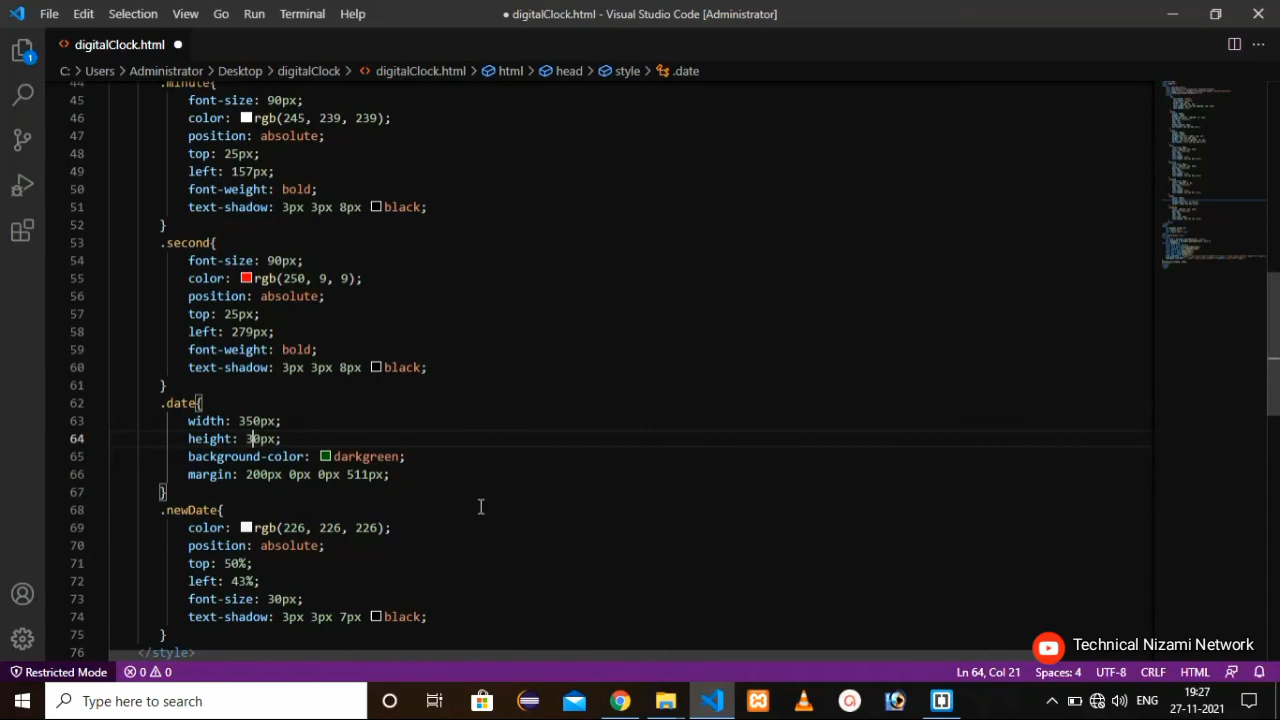 File Edit Selection View Go Run Terminal Help
● digitalClock.html - Visual Studio Code [Administrator]
<> digitalClock.html ●
C: > Users > Administrator > Desktop > digitalClock > <> digitalClock.html > html > head > style > .date
44 .minute{
45 font-size: 90px;
46 color: rgb(245, 239, 239);
47 position: absolute;
48 top: 25px;
49 left: 157px;
50 font-weight: bold;
51 text-shadow: 3px 3px 8px black;
52 }
53 .second{
54 font-size: 90px;
55 color: rgb(250, 9, 9);
56 position: absolute;
57 top: 25px;
58 left: 279px;
59 font-weight: bold;
60 text-shadow: 3px 3px 8px black;
61 }
62 .date{
63 width: 350px;
64 height: 30px;
65 background-color: darkgreen;
66 margin: 200px 0px 0px 511px;
67 }
68 .newDate{
69 color: rgb(226, 226, 226);
70 position: absolute;
71 top: 50%;
72 left: 43%;
73 font-size: 30px;
74 text-shadow: 3px 3px 7px black;
75 }
76 </style>
1
Technical Nizami Network
Restricted Mode 0 0 Ln 64, Col 21 Spaces: 4 UTF-8 CRLF HTML
Type here to search
ENG
19:27
27-11-2021